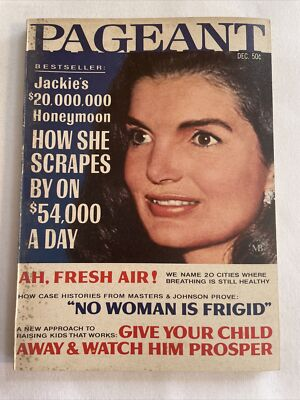 PAGEANT
DEC. 50¢
BESTSELLER:
Jackie's
$20,000,000
Honeymoon
HOW SHE
SCRAPES
BY ON
$54,000
A DAY
AH, FRESH AIR!
WE NAME 20 CITIES WHERE
BREATHING IS STILL HEALTHY
HOW CASE HISTORIES FROM MASTERS & JOHNSON PROVE:
"NO WOMAN IS FRIGID"
A NEW APPROACH TO
RAISING KIDS THAT WORKS:
GIVE YOUR CHILD
AWAY & WATCH HIM PROSPER